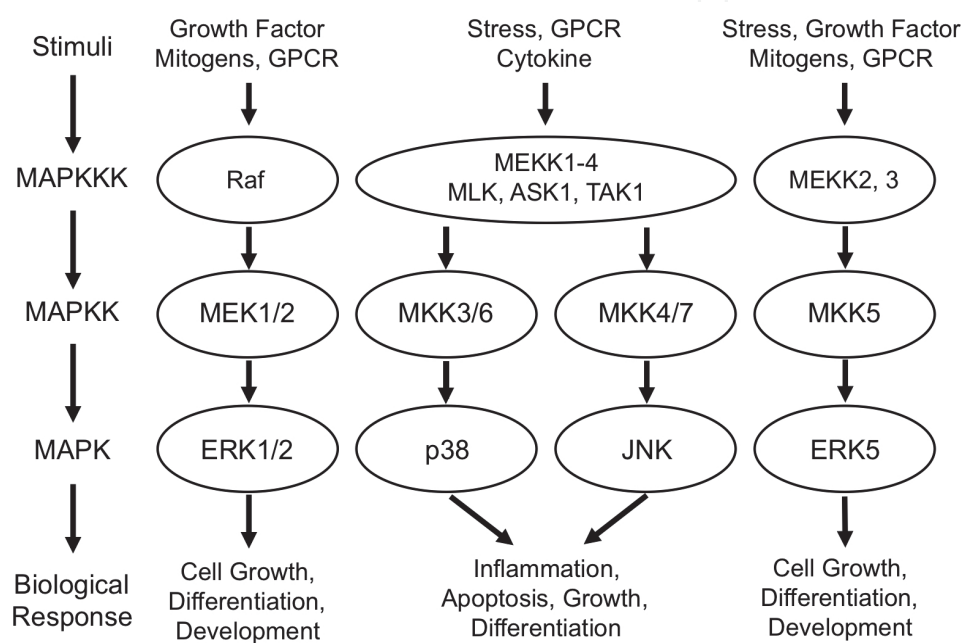 Stimuli
Growth Factor
Mitogens, GPCR
Stress, GPCR
Cytokine
Stress, Growth Factor
Mitogens, GPCR
MAPKKK
Raf
MEKK1-4
MLK, ASK1, TAK1
MEKK2, 3
MAPKK
MEK1/2
MKK3/6
MKK4/7
MKK5
MAPK
ERK1/2
p38
JNK
ERK5
Biological
Response
Cell Growth,
Differentiation,
Development
Inflammation,
Apoptosis, Growth,
Differentiation
Cell Growth,
Differentiation,
Development